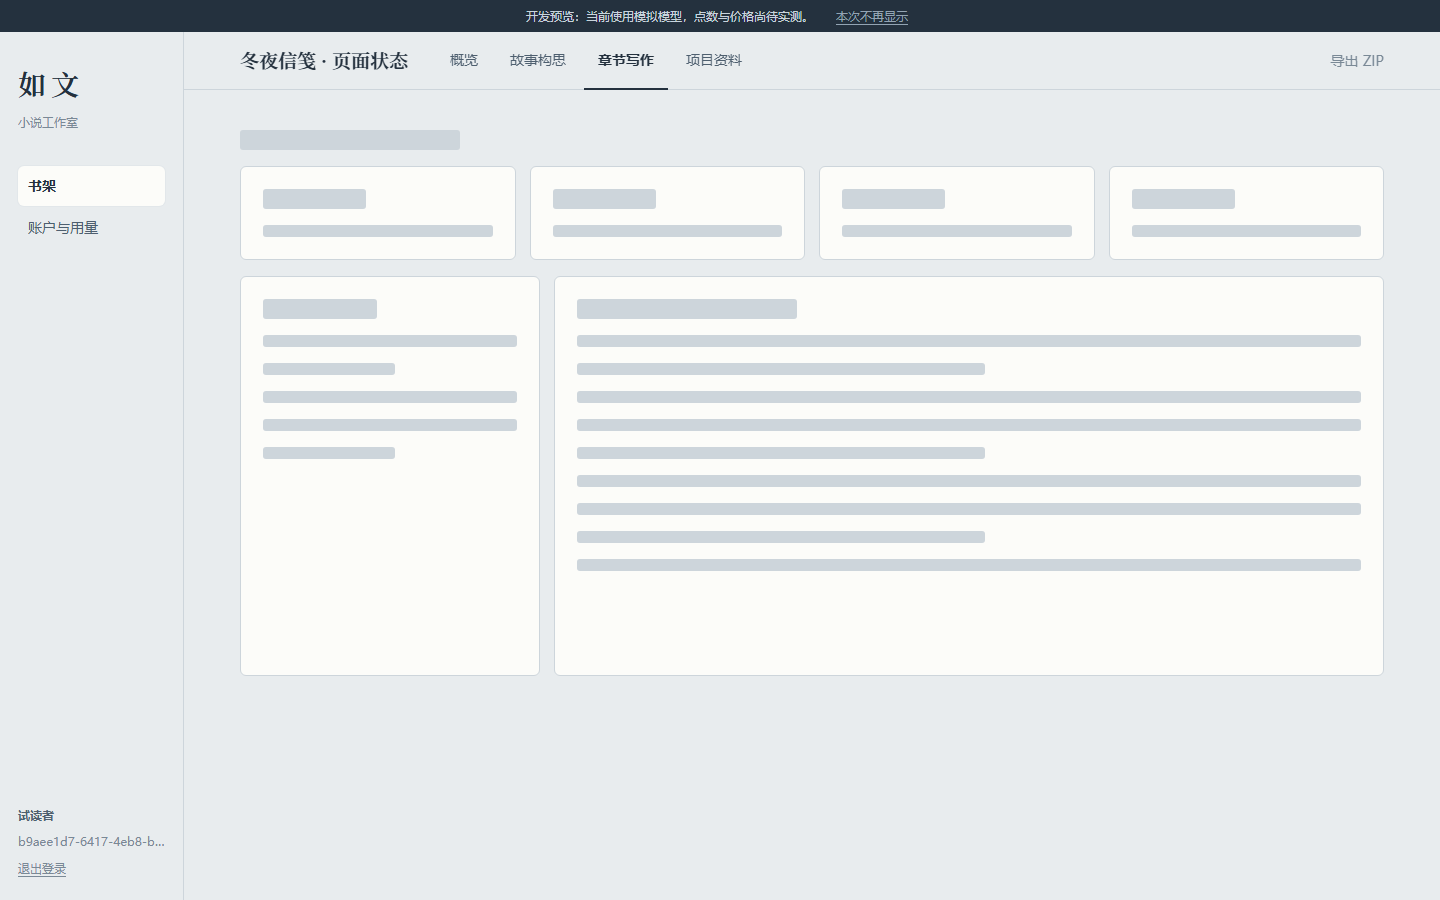 开发预览：当前使用模拟模型，点数与价格尚待实测。 本次不再显示
如文
小说工作室
书架
账户与用量
冬夜信笺 · 页面状态 概览 故事构思 章节写作 项目资料 导出 ZIP
试读者
b9aee1d7-6417-4eb8-b...
退出登录